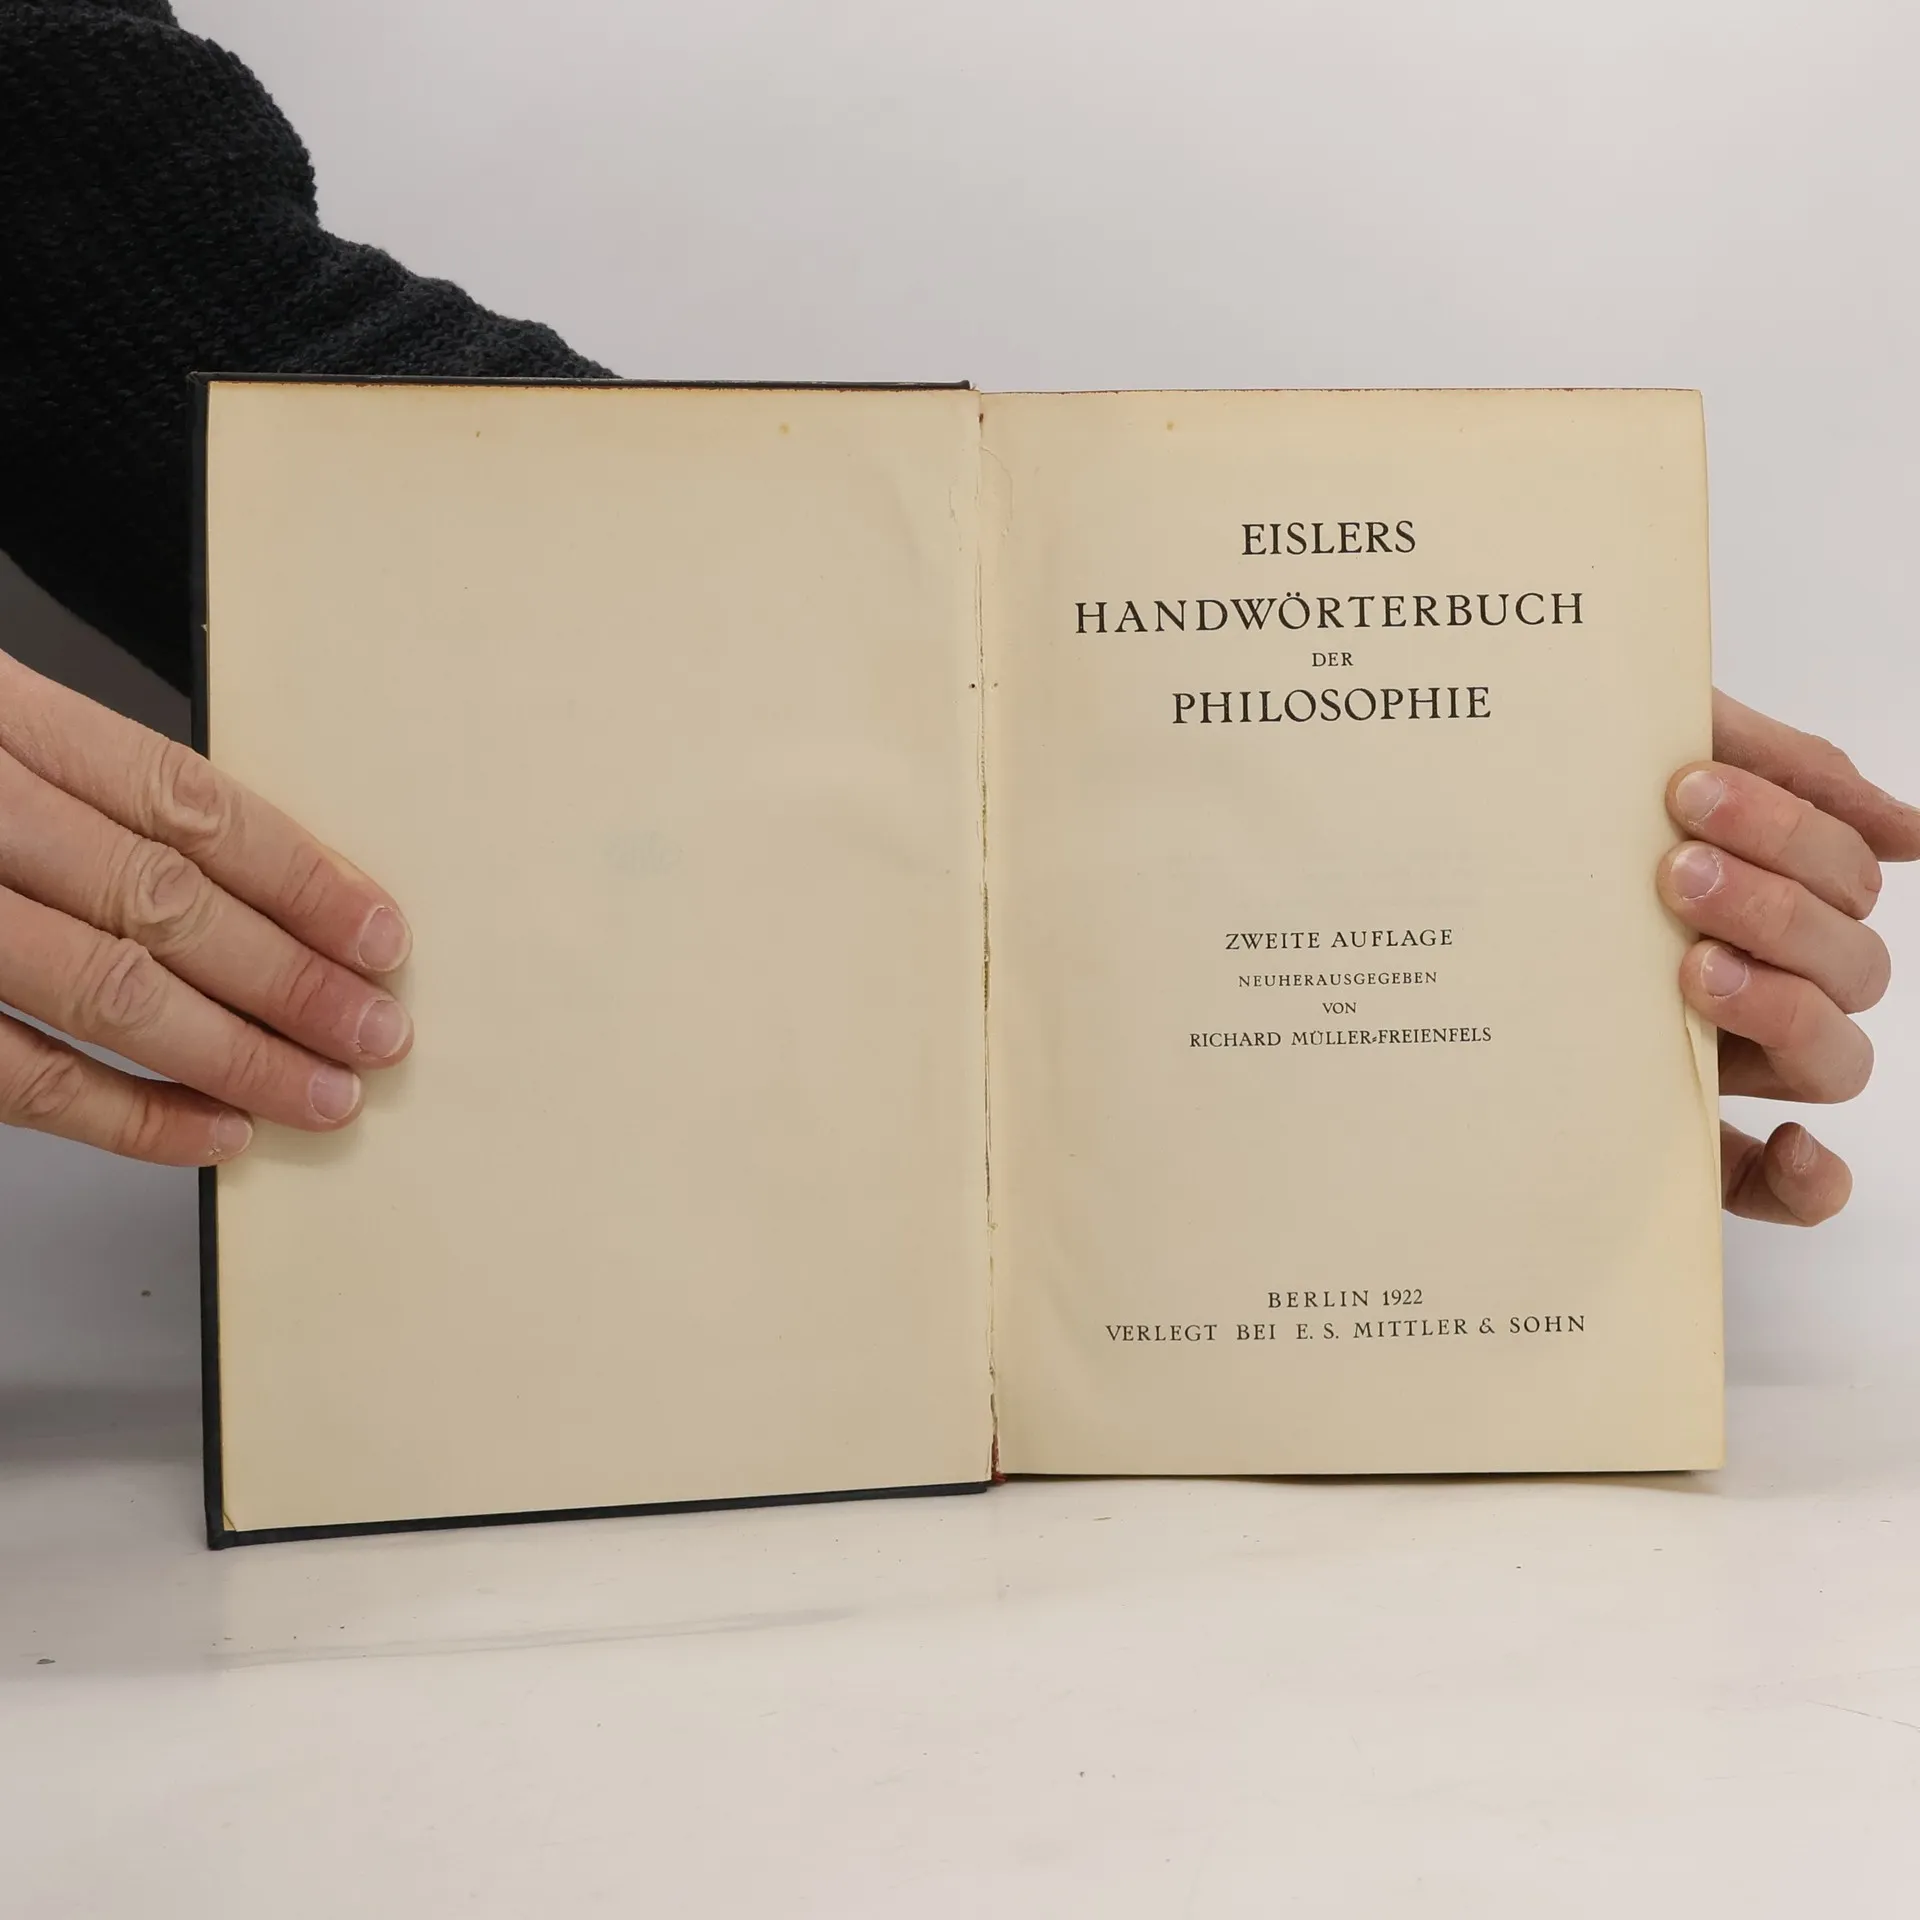 EISLERS
HANDWÖRTERBUCH
DER
PHILOSOPHIE
ZWEITE AUFLAGE
NEUHERAUSGEGEBEN
VON
RICHARD MÜLLER-FREIENFELS
BERLIN 1922
VERLEGT BEI E. S. MITTLER & SOHN